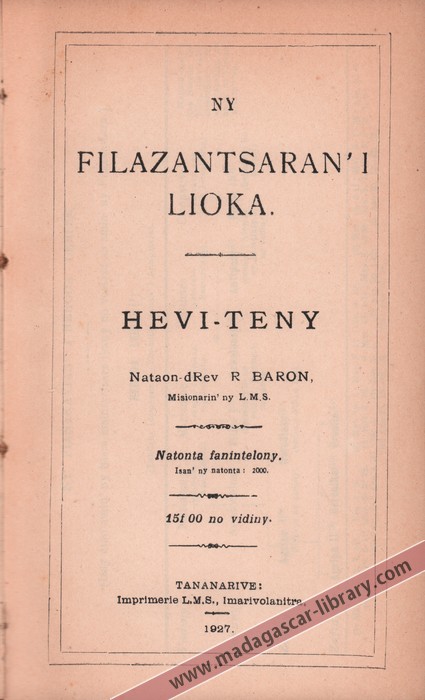 NY
FILAZANTSARAN'I
LIOKA.
HEVI-TENY
Nataon-dRev R BARON,
Misionarin' ny L.M.S.
Natonta fanintelony.
Isan' ny natonta: 2000.
15f 00 no vidiny.
TANANARIVE:
Imprimerie L.M.S., Imarivolanitra,
1927.
www.madagascar-library.com